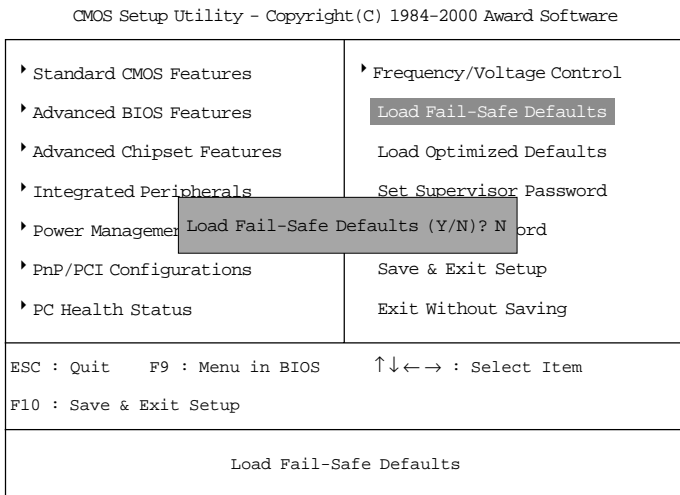 CMOS Setup Utility - Copyright(C) 1984-2000 Award Software
Standard CMOS Features
Advanced BIOS Features
Advanced Chipset Features
Integrated Peripherals
Power Managemen
PnP/PCI Configurations
PC Health Status
Frequency/Voltage Control
Load Fail-Safe Defaults
Load Optimized Defaults
Set Supervisor Password
ord
Save & Exit Setup
Exit Without Saving
Load Fail-Safe Defaults (Y/N)? N
ESC : Quit F9 : Menu in BIOS ↑↓←→ : Select Item
F10 : Save & Exit Setup
Load Fail-Safe Defaults